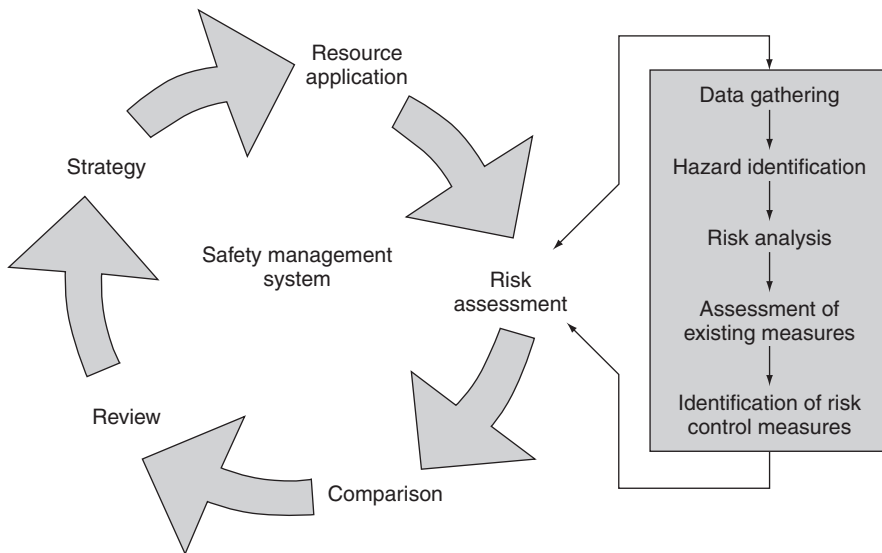 Resource
application
Strategy
Safety management
system
Risk
assessment
Review
Comparison
Data gathering
Hazard identification
Risk analysis
Assessment of
existing measures
Identification of risk
control measures